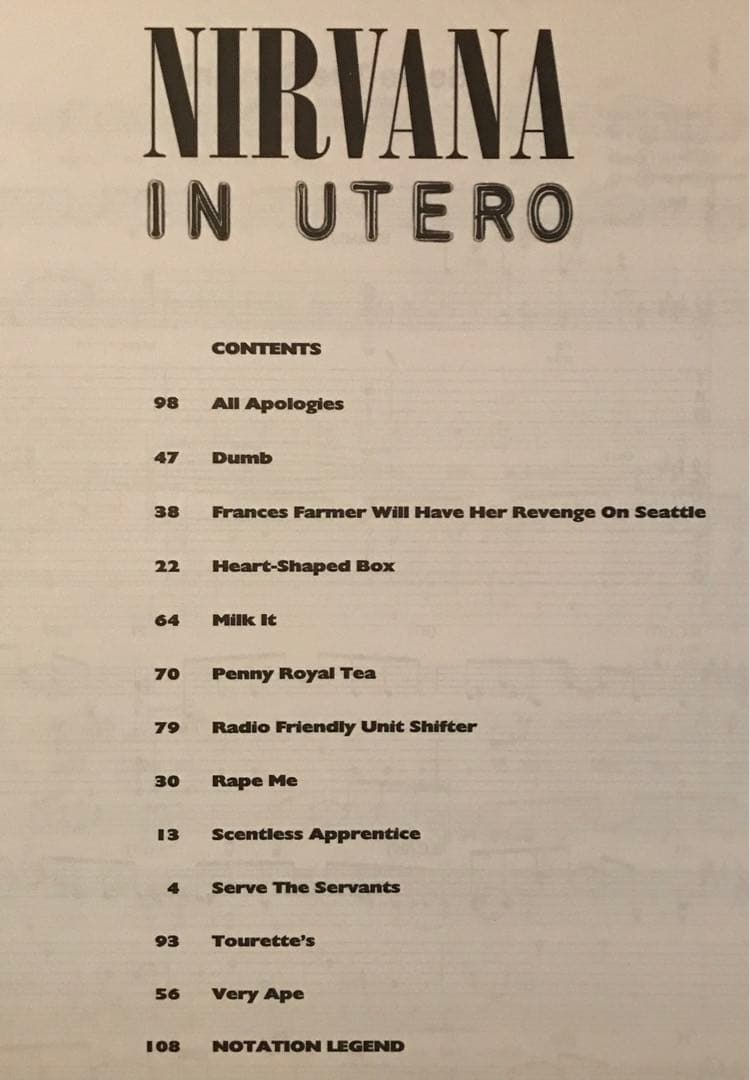 NIRVANA
IN UTERO
CONTENTS
98 All Apologies
47 Dumb
38 Frances Farmer Will Have Her Revenge On Seattle
22 Heart-Shaped Box
64 Milk It
70 Penny Royal Tea
79 Radio Friendly Unit Shifter
30 Rape Me
13 Scentless Apprentice
4 Serve The Servants
93 Tourette's
56 Very Ape
108 NOTATION LEGEND